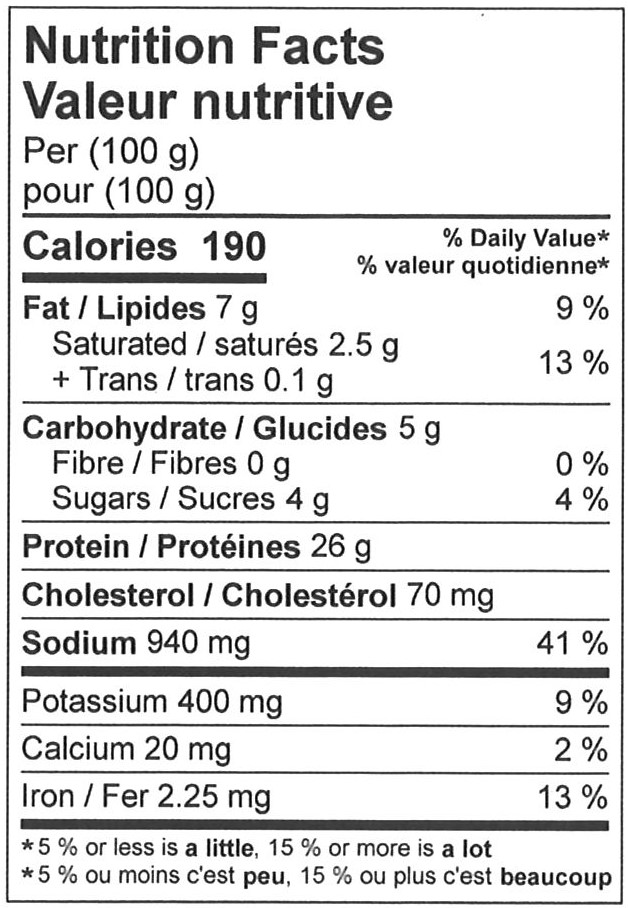 Nutrition Facts
Valeur nutritive
Per (100 g)
pour (100 g)
Calories 190
% Daily Value*
% valeur quotidienne*
Fat / Lipides 7 g 9 %
Saturated / saturés 2.5 g
+ Trans / trans 0.1 g 13 %
Carbohydrate / Glucides 5 g
Fibre / Fibres 0 g 0 %
Sugars / Sucres 4 g 4 %
Protein / Protéines 26 g
Cholesterol / Cholestérol 70 mg
Sodium 940 mg 41 %
Potassium 400 mg 9 %
Calcium 20 mg 2 %
Iron / Fer 2.25 mg 13 %
*5 % or less is a little, 15 % or more is a lot
*5 % ou moins c'est peu, 15 % ou plus c'est beaucoup